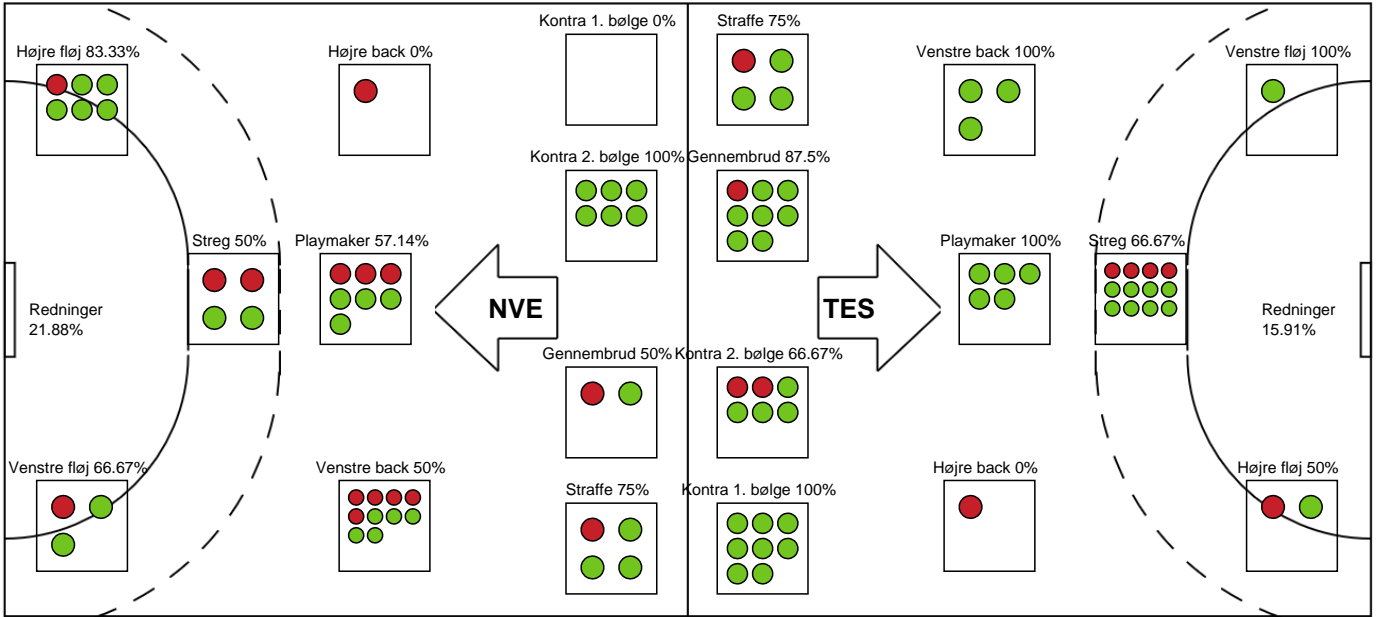 Kontra 1. bølge 0%
Straffe 75%
Højre fløj 83.33%
Højre back 0%
Venstre back 100%
Venstre fløj 100%
Kontra 2. bølge 100%
Gennembrud 87.5%
Streg 50%
Playmaker 57.14%
Playmaker 100%
Streg 66.67%
Redninger
21.88%
NVE
TES
Redninger
15.91%
Gennembrud 50%
Kontra 2. bølge 66.67%
Venstre fløj 66.67%
Venstre back 50%
Højre back 0%
Højre fløj 50%
Straffe 75%
Kontra 1. bølge 100%